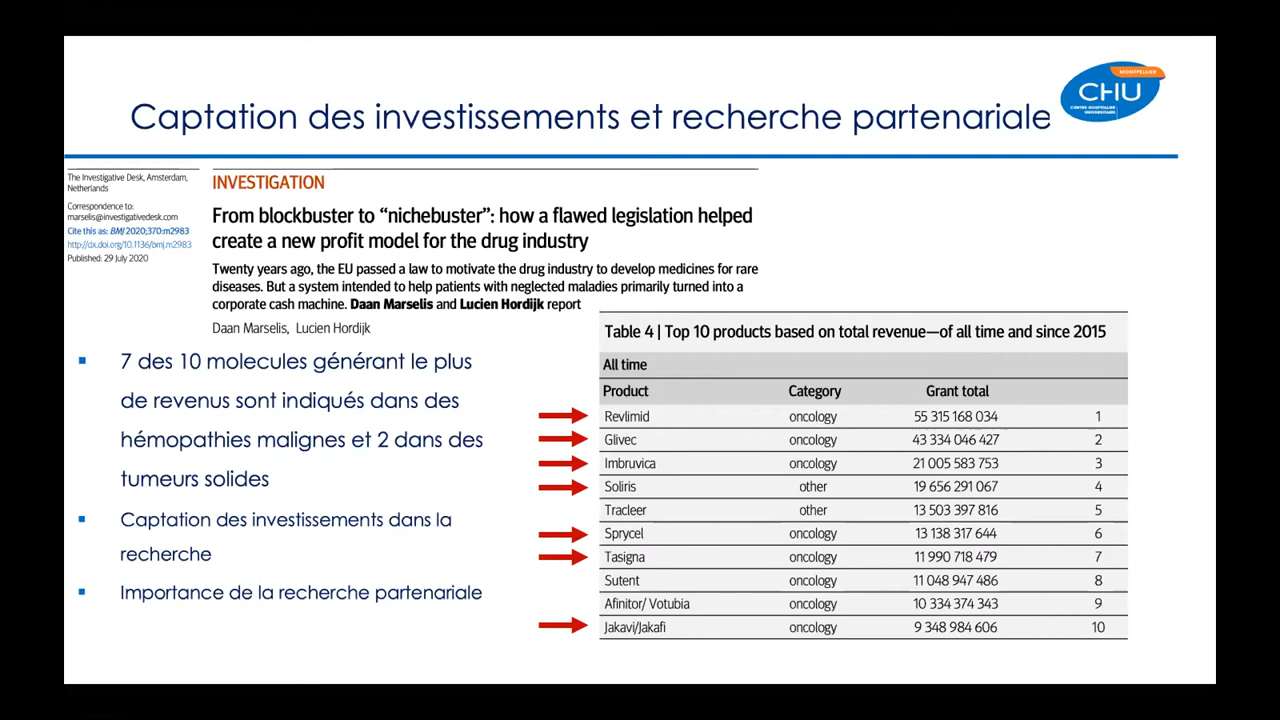 Captation des investissements et recherche partenariale
MONTPELLIER
CHU
CENTRE HOSPITALIER
UNIVERSITAIRE
The Investigative Desk, Amsterdam,
Netherlands
Correspondence to:
marselis@investigativedesk.com
Cite this as: BMJ 2020;370:m2983
http://dx.doi.org/10.1136/bmj.m2983
Published: 29 July 2020
INVESTIGATION
From blockbuster to “nichebuster”: how a flawed legislation helped
create a new profit model for the drug industry
Twenty years ago, the EU passed a law to motivate the drug industry to develop medicines for rare
diseases. But a system intended to help patients with neglected maladies primarily turned into a
corporate cash machine. Daan Marselis and Lucien Hordijk report
Daan Marselis, Lucien Hordijk
▪ 7 des 10 molecules générant le plus
de revenus sont indiqués dans des
hémopathies malignes et 2 dans des
tumeurs solides
▪ Captation des investissements dans la
recherche
▪ Importance de la recherche partenariale
Table 4 | Top 10 products based on total revenue—of all time and since 2015
All time
Product Category Grant total
Revlimid oncology 55 315 168 034 1
Glivec oncology 43 334 046 427 2
Imbruvica oncology 21 005 583 753 3
Soliris other 19 656 291 067 4
Tracleer other 13 503 397 816 5
Sprycel oncology 13 138 317 644 6
Tasigna oncology 11 990 718 479 7
Sutent oncology 11 048 947 486 8
Afinitor/ Votubia oncology 10 334 374 343 9
Jakavi/Jakafi oncology 9 348 984 606 10